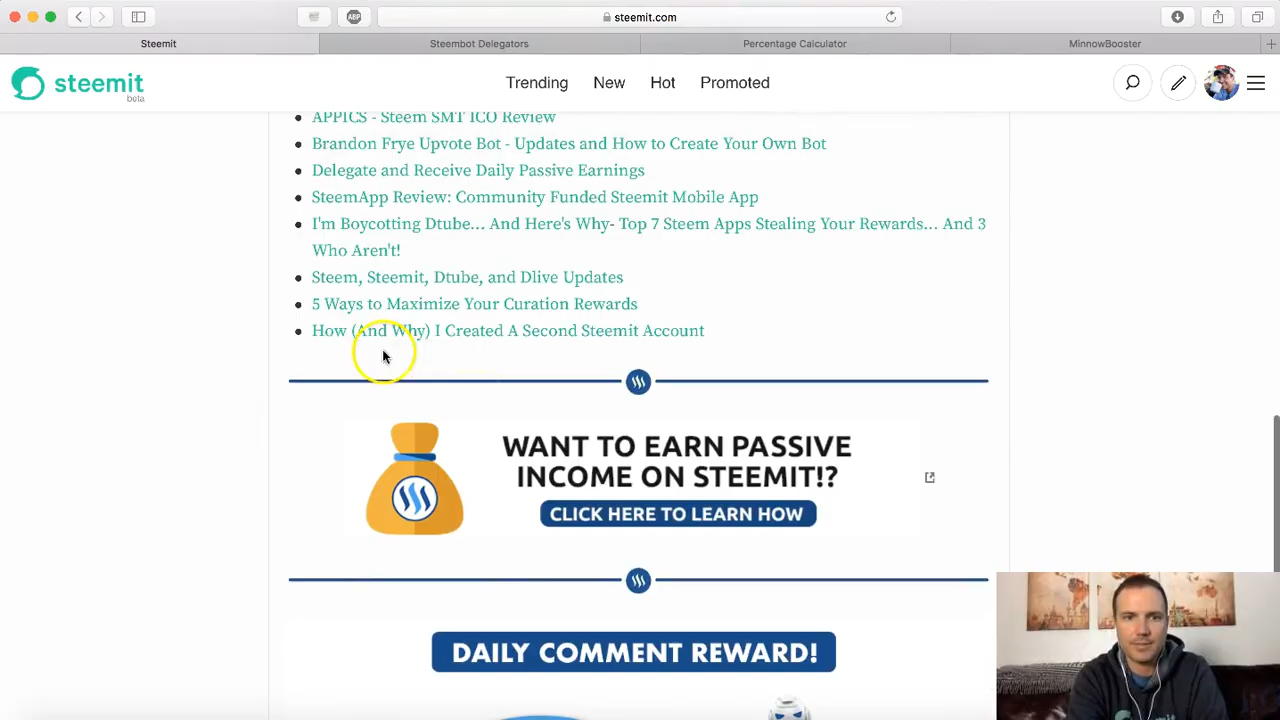 ABP
steemit.com
Steemit
Steembot Delegators
Percentage Calculator
MinnowBooster
steemit
beta
Trending
New
Hot
Promoted
APPICS - Steem SMT ICO Review
Brandon Frye Upvote Bot - Updates and How to Create Your Own Bot
Delegate and Receive Daily Passive Earnings
SteemApp Review: Community Funded Steemit Mobile App
I'm Boycotting Dtube... And Here's Why- Top 7 Steem Apps Stealing Your Rewards... And 3
Who Aren't!
Steem, Steemit, Dtube, and Dlive Updates
5 Ways to Maximize Your Curation Rewards
How (And Why) I Created A Second Steemit Account
WANT TO EARN PASSIVE
INCOME ON STEEMIT!?
CLICK HERE TO LEARN HOW
DAILY COMMENT REWARD!